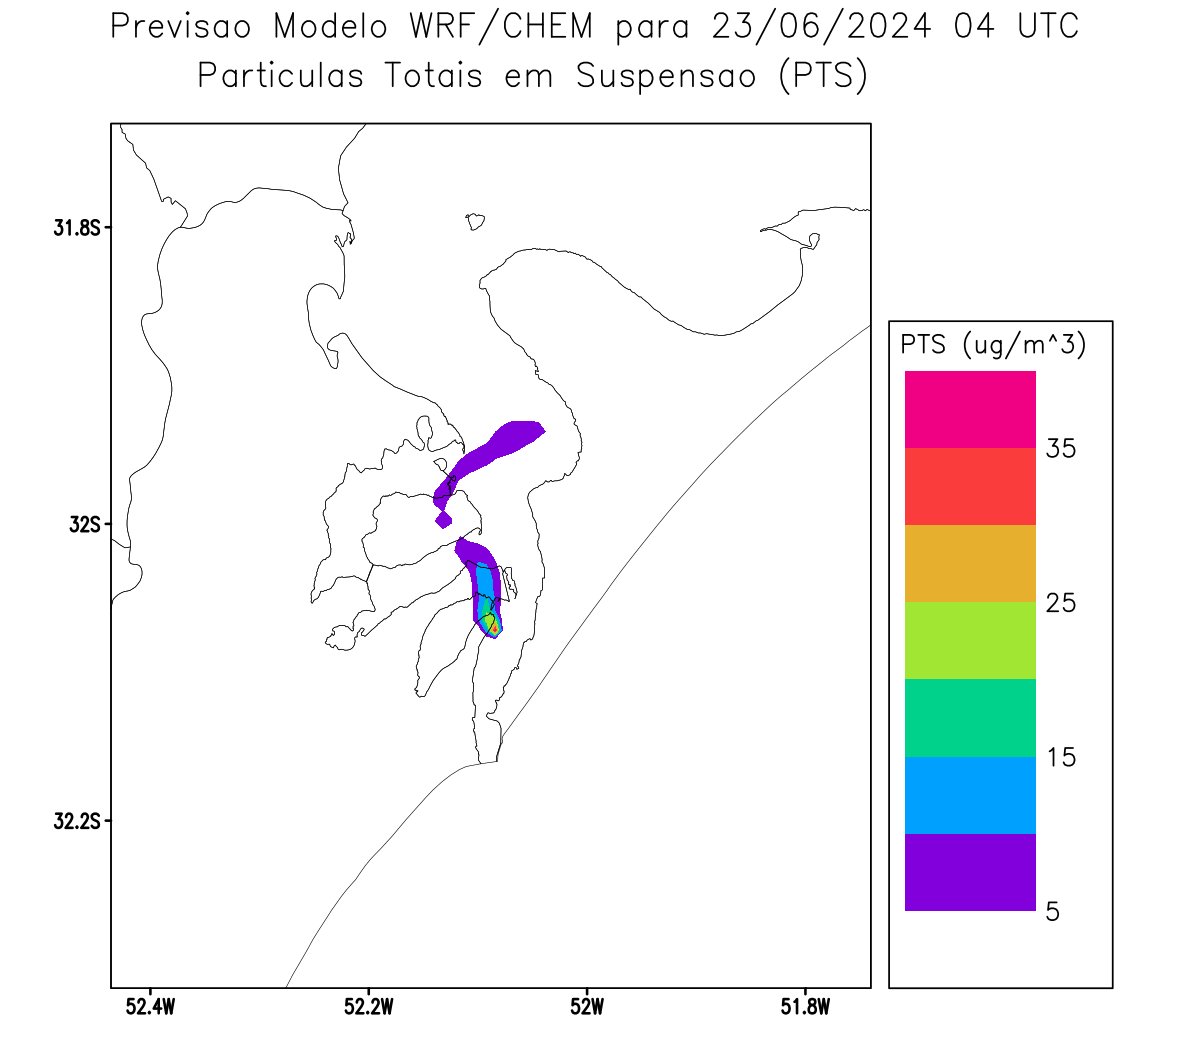 Previsao Modelo WRF/CHEM para 23/06/2024 04 UTC
Particulas Totais em Suspensao (PTS)
31.8S
32S
32.2S
52.4W
52.2W
52W
51.8W
PTS (ug/m^3)
35
25
15
5